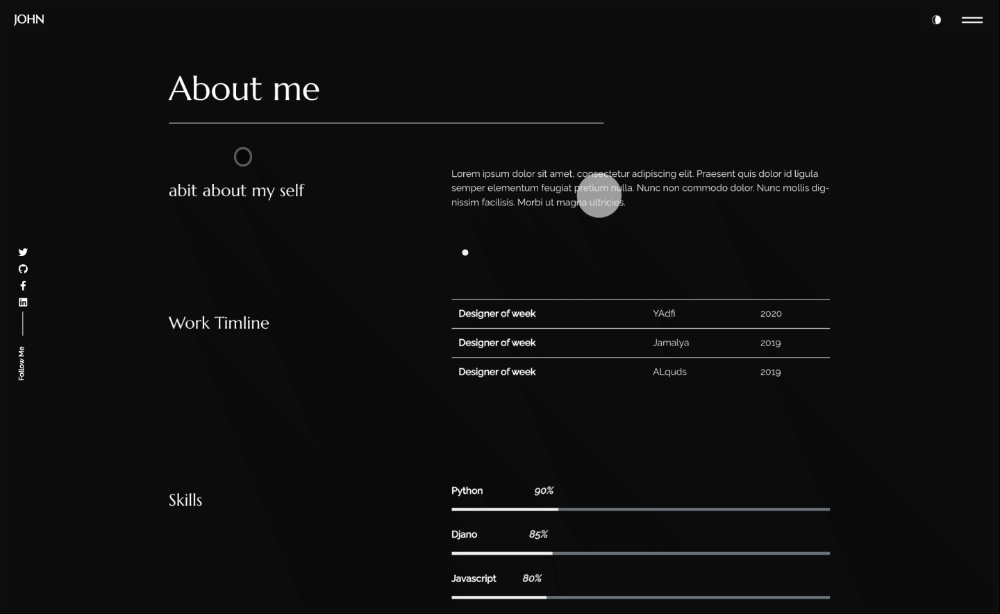 JOHN
About me
abit about my self
Lorem ipsum dolor sit amet, consectetur adipiscing elit. Praesent quis dolor id ligula
semper elementum feugiat pretium nulla. Nunc non commodo dolor. Nunc mollis dig-
nissim facilisis. Morbi ut magna ultricies.
Follow Me
Work Timline
Designer of week YAdfi 2020
Designer of week Jamalya 2019
Designer of week ALquds 2019
Skills
Python 90%
Djano 85%
Javascript 80%